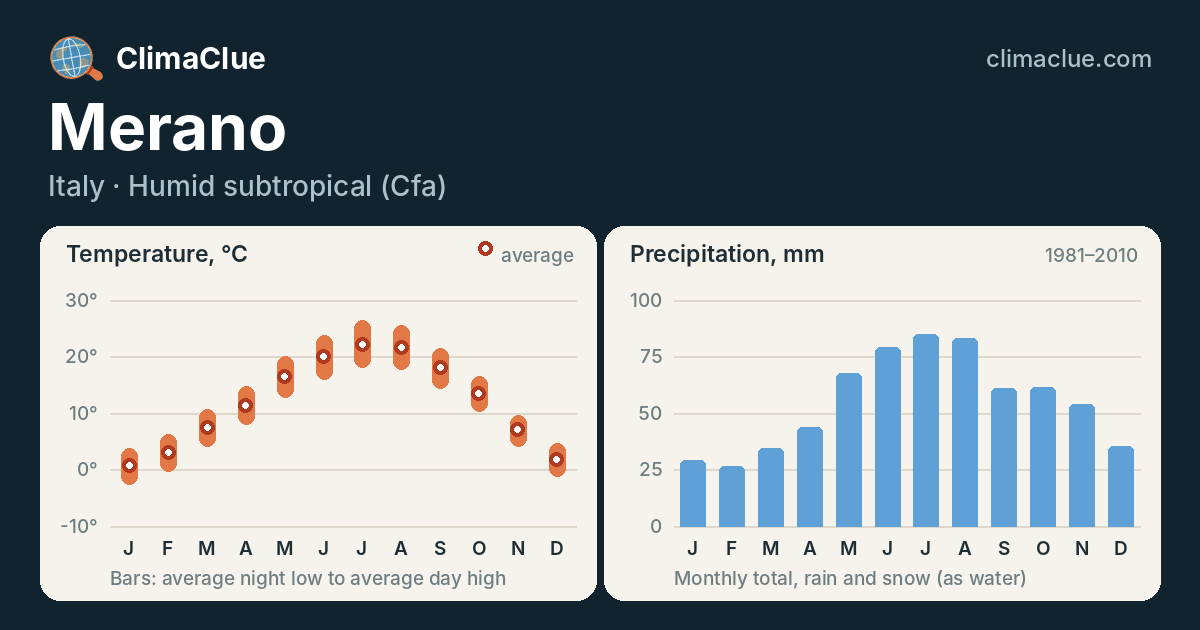 ClimaClue
climaclue.com
Merano
Italy · Humid subtropical (Cfa)
Temperature, °C
average
30°
20°
10°
0°
-10°
J F M A M J J A S O N D
Bars: average night low to average day high
Precipitation, mm
1981–2010
100
75
50
25
0
J F M A M J J A S O N D
Monthly total, rain and snow (as water)